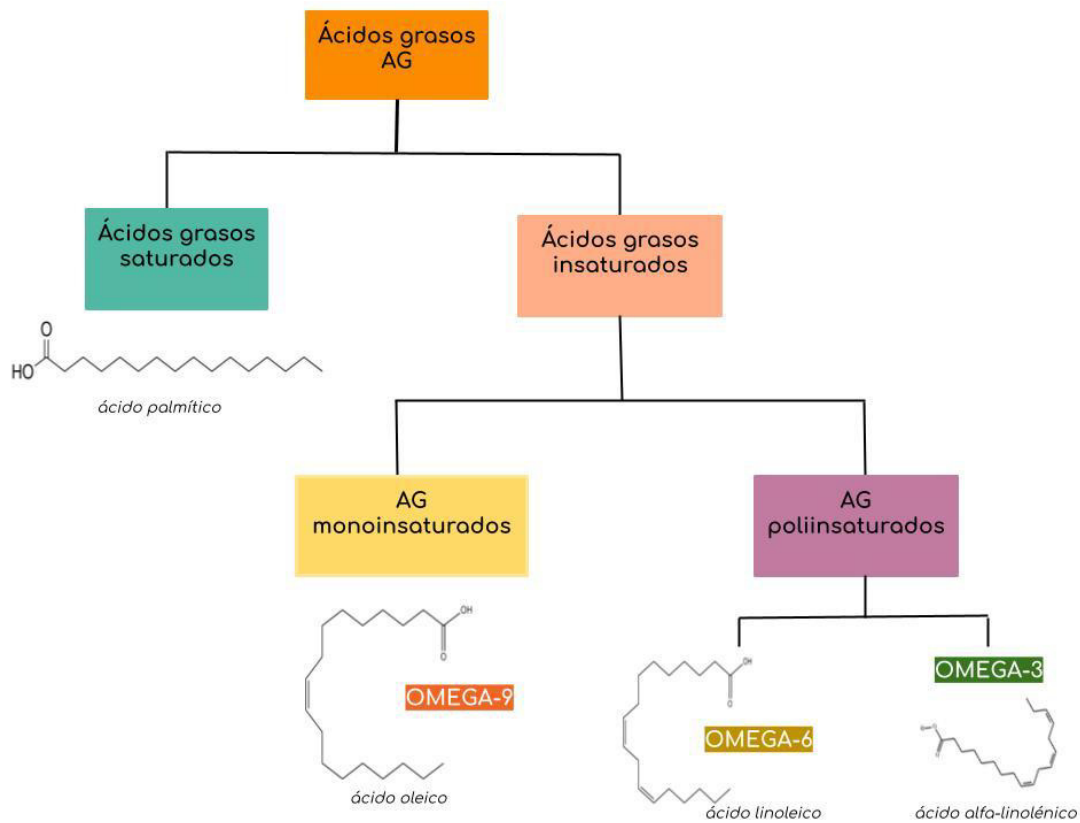 Ácidos grasos
AG
Ácidos grasos
saturados
Ácidos grasos
insaturados
O
HO
ácido palmítico
AG
monoinsaturados
AG
poliinsaturados
OH
O
OMEGA-9
ácido oleico
OH
O
OMEGA-6
ácido linoleico
OMEGA-3
ácido alfa-linolénico